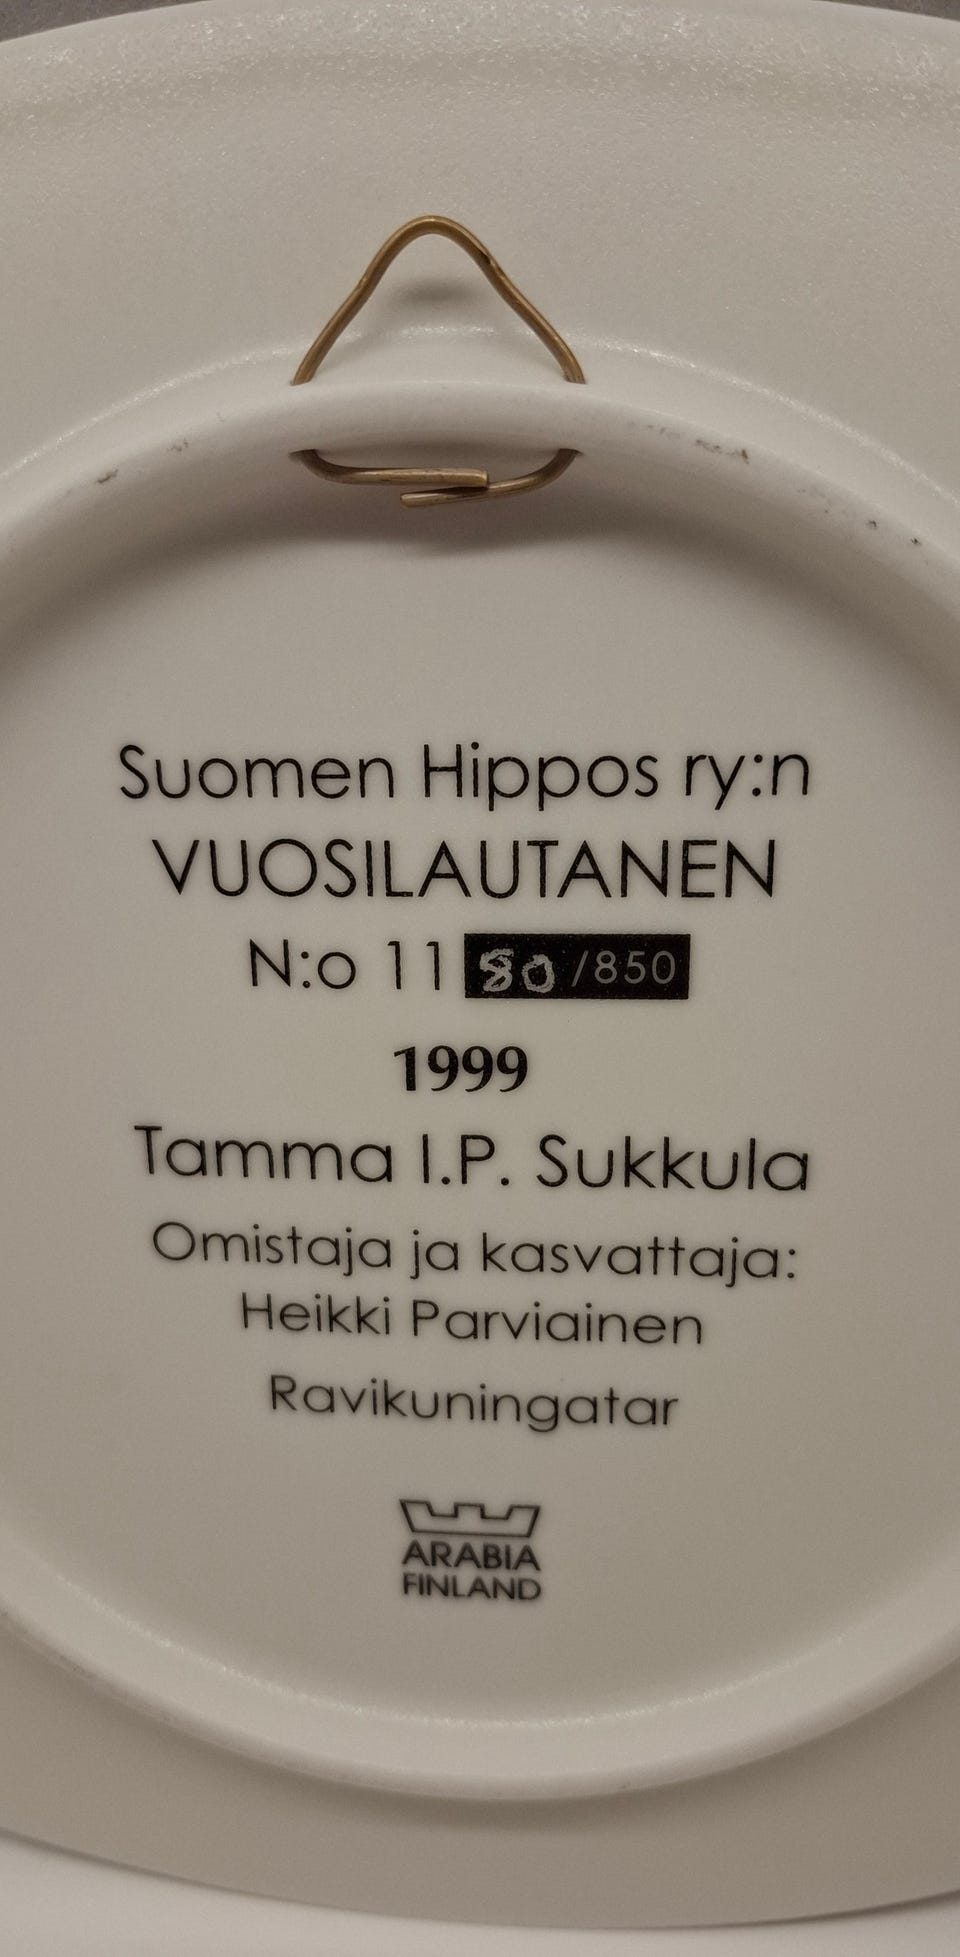 Suomen Hippos ry:n
VUOSILAUTANEN
N:o 11 80/850
1999
Tamma I.P. Sukkula
Omistaja ja kasvattaja:
Heikki Parviainen
Ravikuningatar
ARABIA
FINLAND